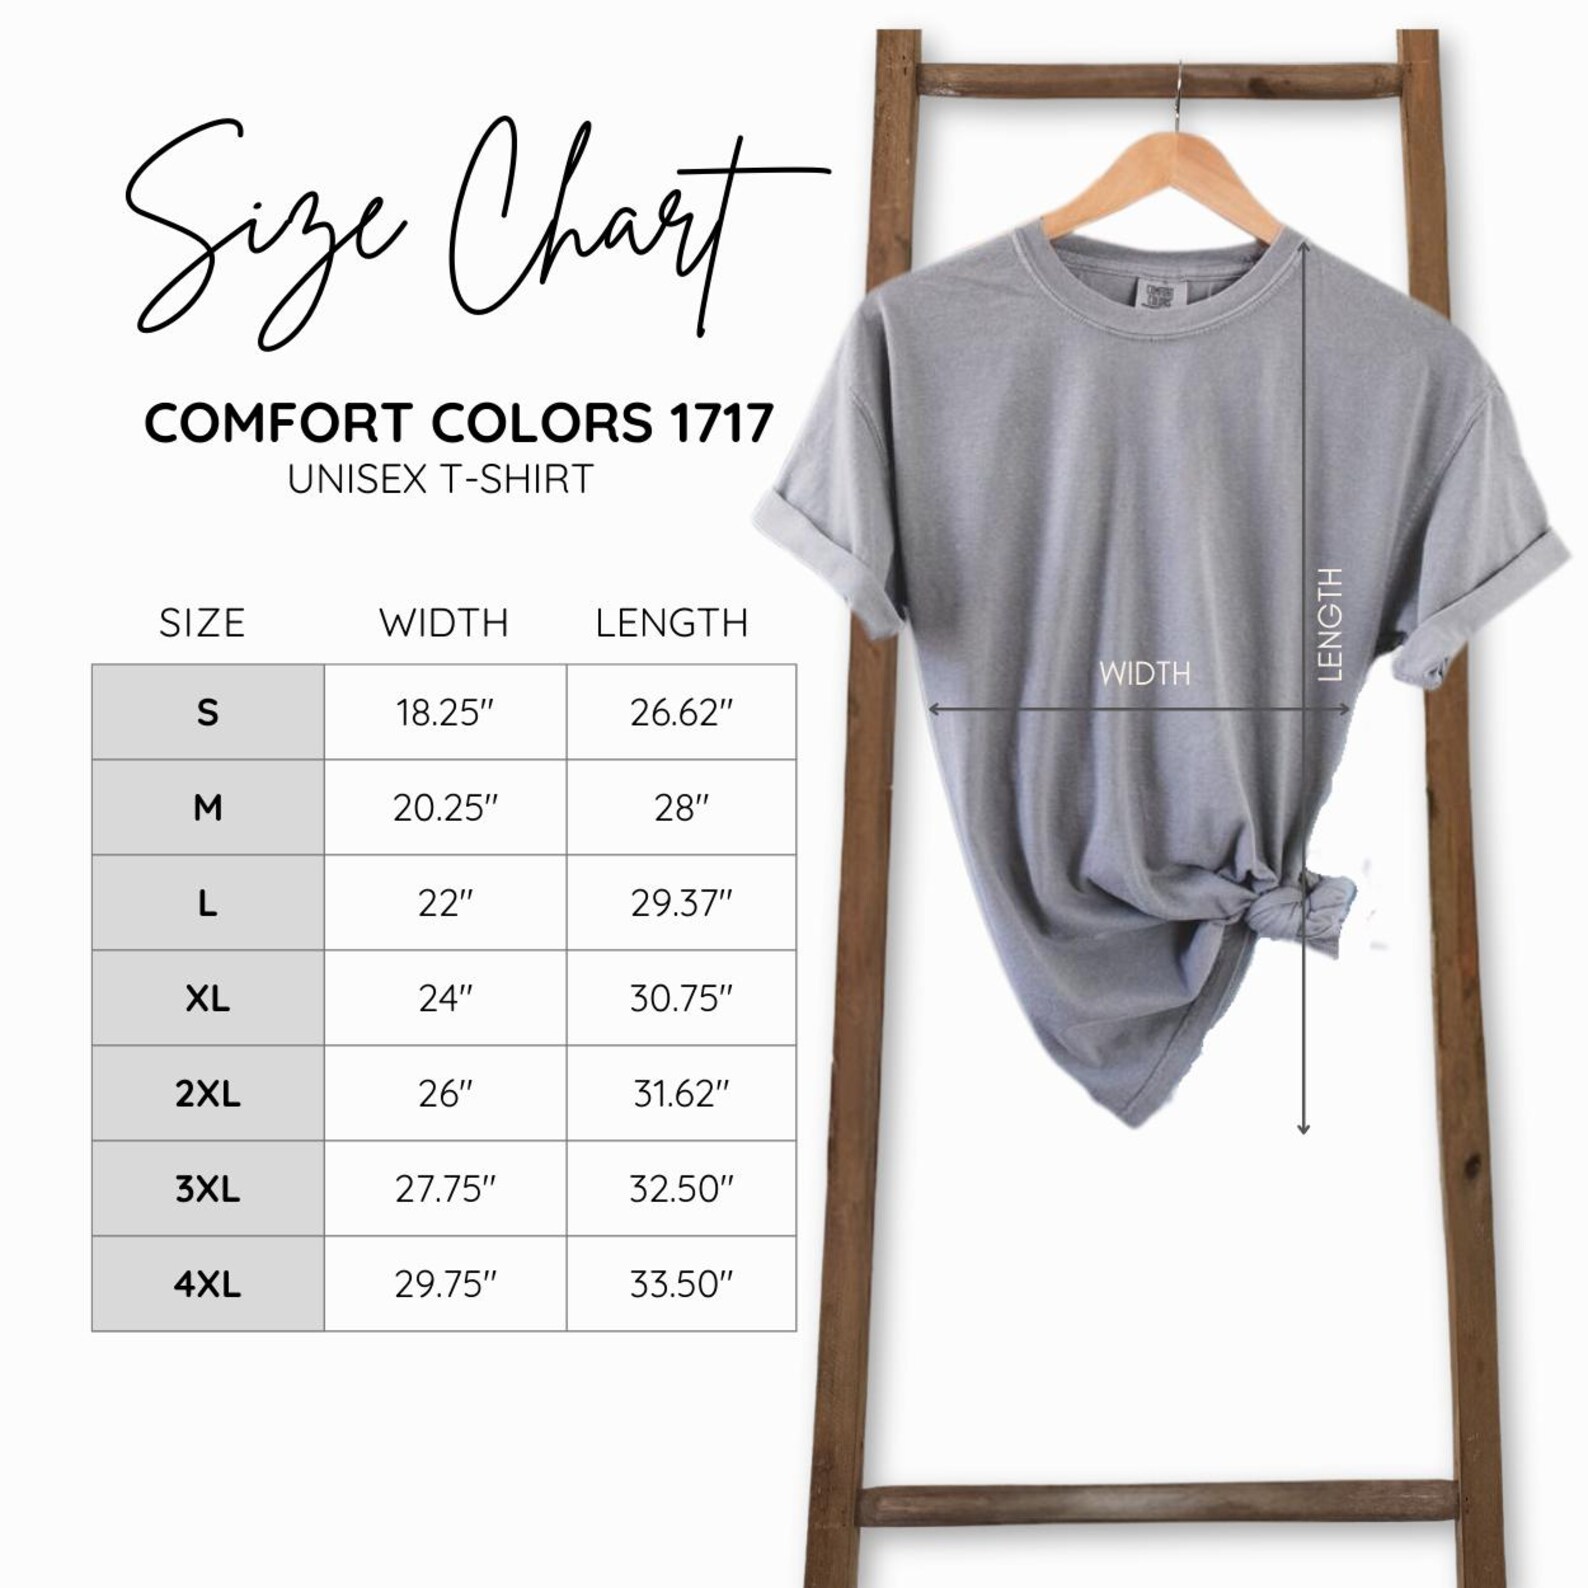 Size Chart
COMFORT COLORS 1717
UNISEX T-SHIRT
SIZE WIDTH LENGTH
S 18.25" 26.62"
M 20.25" 28"
L 22" 29.37"
XL 24" 30.75"
2XL 26" 31.62"
3XL 27.75" 32.50"
4XL 29.75" 33.50"
COMFORT
COLORS
WIDTH
LENGTH